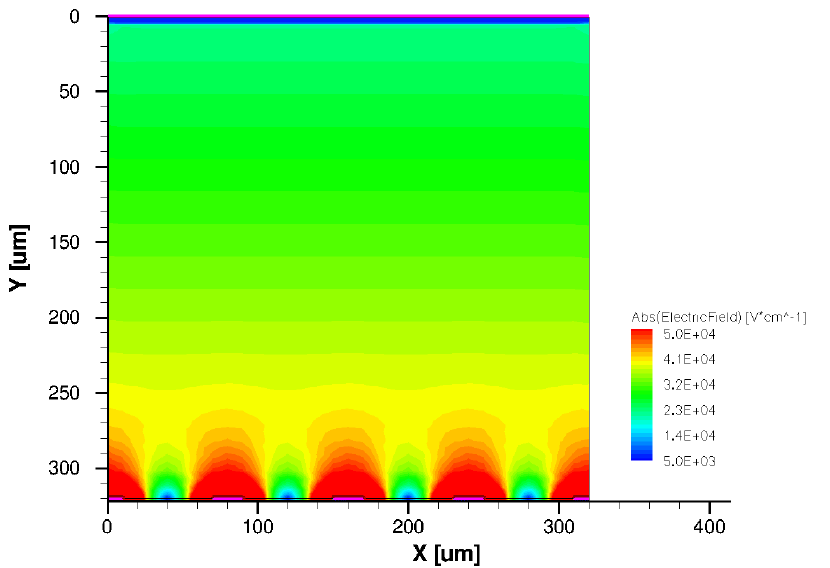 0
50
100
150
200
250
300
Y [um]
Abs(ElectricField) [V*cm^-1]
5.0E+04
4.1E+04
3.2E+04
2.3E+04
1.4E+04
5.0E+03
0 100 200 300 400
X [um]